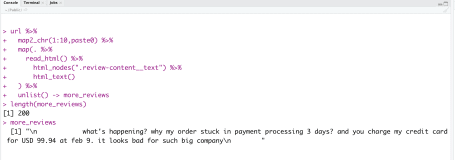 Console Terminal × Jobs ×
> url %>%
+ map2_chr(1:10,paste0) %>%
+ map(. %>%
+ read_html() %>%
+ html_nodes(".review-content__text") %>%
+ html_text()
+ ) %>%
+ unlist() -> more_reviews
> length(more_reviews)
[1] 200
> more_reviews
[1] "\n what's happening? why my order stuck in payment processing 3 days? and you charge my credit card
for USD 99.94 at feb 9. it looks bad for such big company\n "